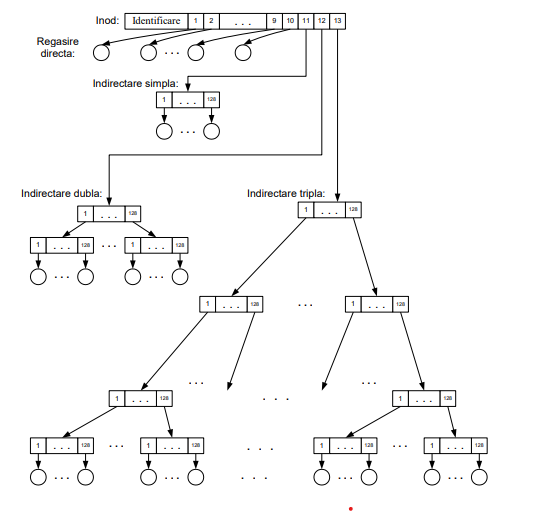 Inod: Identificare 1 2 . . . 9 10 11 12 13
Regasire
directa:
. . .
Indirectare simpla:
1 . . . 128
. . .
Indirectare dubla:
Indirectare tripla:
1 . . . 128
1 . . . 128
1 . . . 128 . . . 1 . . . 128
. . . . . .
1 . . . 128 . . . 1 . . . 128
. . . . . .
. . .
1 . . . 128 1 . . . 128
1 . . . 128 . . . 1 . . . 128 . . . 1 . . . 128 . . . 1 . . . 128
. . . . . . . . . . . . . . .